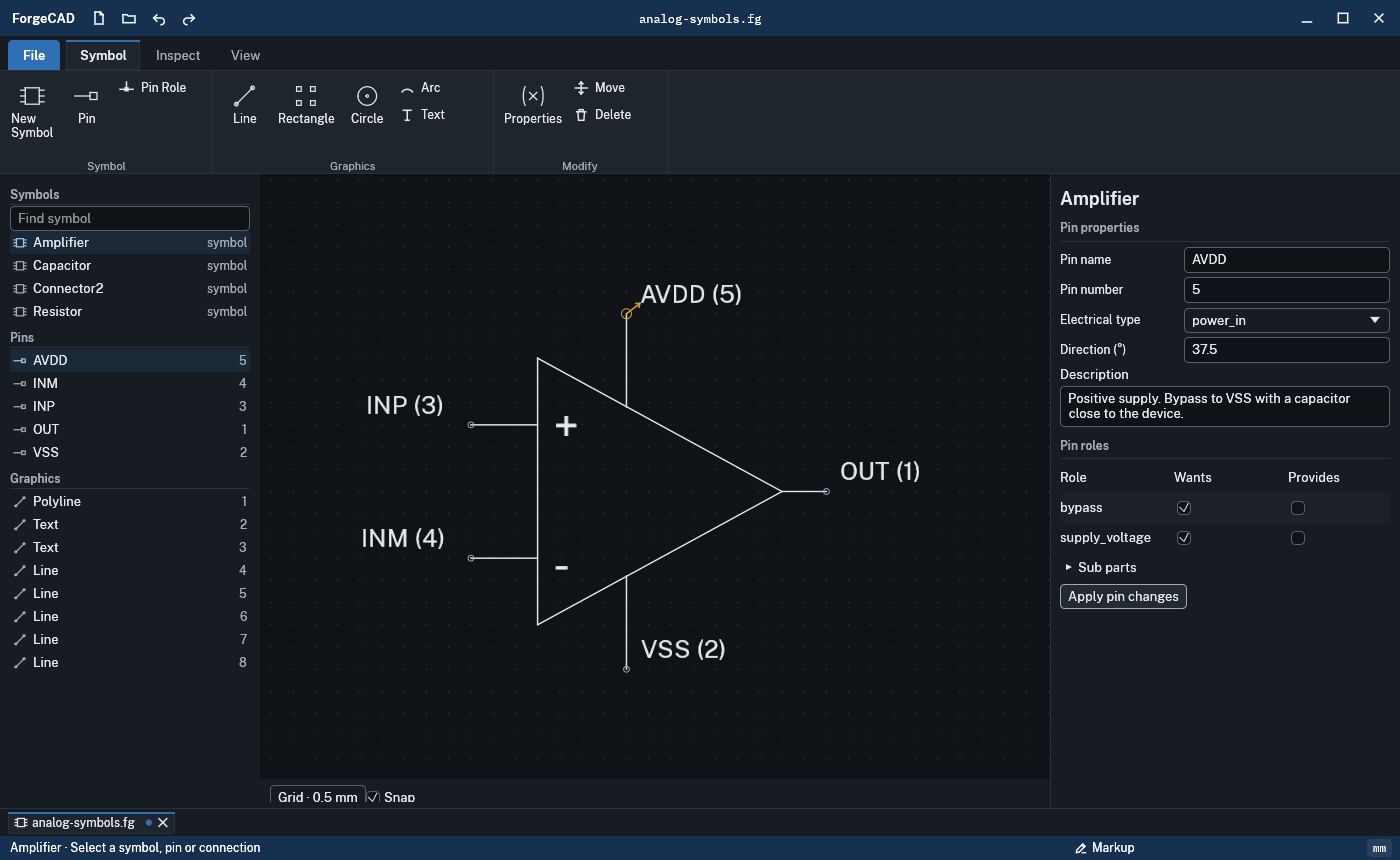 ForgeCAD
analog-symbols.fg
File
Symbol
Inspect
View
New
Symbol
Pin
Pin Role
Symbol
Line
Rectangle
Circle
Arc
Text
Graphics
Properties
Move
Delete
Modify
Symbols
Find symbol
Amplifier symbol
Capacitor symbol
Connector2 symbol
Resistor symbol
Pins
AVDD 5
INM 4
INP 3
OUT 1
VSS 2
Graphics
Polyline 1
Text 2
Text 3
Line 4
Line 5
Line 6
Line 7
Line 8
AVDD (5)
INP (3)
+
OUT (1)
INM (4)
-
VSS (2)
Grid · 0.5 mm
Snap
Amplifier
Pin properties
Pin name AVDD
Pin number 5
Electrical type power_in
Direction (°) 37.5
Description
Positive supply. Bypass to VSS with a capacitor
close to the device.
Pin roles
Role Wants Provides
bypass
supply_voltage
Sub parts
Apply pin changes
analog-symbols.fg
Amplifier · Select a symbol, pin or connection
Markup
mm